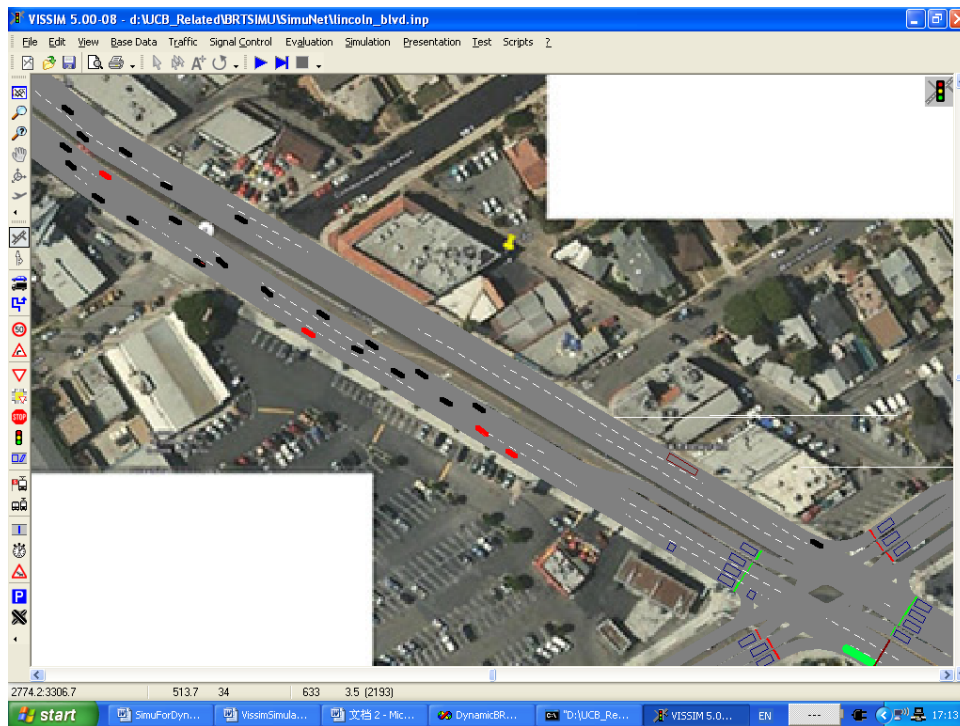 VISSIM 5.00-08 - d:\UCB_Related\BRTSIMU\SimuNet\lincoln_blvd.inp
File Edit View Base Data Traffic Signal Control Evaluation Simulation Presentation Test Scripts ?
50
STOP
P
2774.2:3306.7 513.7 34 633 3.5 (2193)
start SimuForDyn... VissimSimula... 文档 2 - Mic... DynamicBR... "D:\UCB_Re... VISSIM 5.0... EN --- 17:13